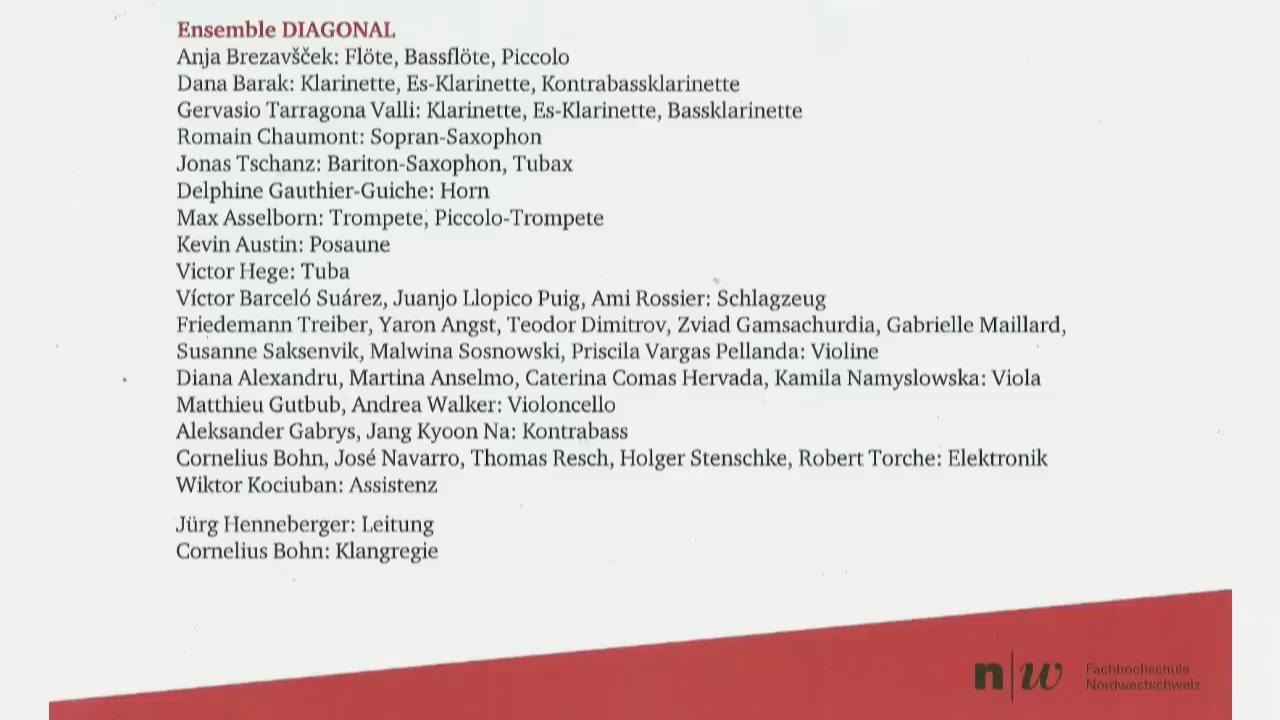 Ensemble DIAGONAL
Anja Brezavšček: Flöte, Bassflöte, Piccolo
Dana Barak: Klarinette, Es-Klarinette, Kontrabassklarinette
Gervasio Tarragona Valli: Klarinette, Es-Klarinette, Bassklarinette
Romain Chaumont: Sopran-Saxophon
Jonas Tschanz: Bariton-Saxophon, Tubax
Delphine Gauthier-Guiche: Horn
Max Asselborn: Trompete, Piccolo-Trompete
Kevin Austin: Posaune
Victor Hege: Tuba
Víctor Barceló Suárez, Juanjo Llopico Puig, Ami Rossier: Schlagzeug
Friedemann Treiber, Yaron Angst, Teodor Dimitrov, Zviad Gamsachurdia, Gabrielle Maillard,
Susanne Saksenvik, Malwina Sosnowski, Priscila Vargas Pellanda: Violine
Diana Alexandru, Martina Anselmo, Caterina Comas Hervada, Kamila Namyslowska: Viola
Matthieu Gutbub, Andrea Walker: Violoncello
Aleksander Gabrys, Jang Kyoon Na: Kontrabass
Cornelius Bohn, José Navarro, Thomas Resch, Holger Stenschke, Robert Torche: Elektronik
Wiktor Kociuban: Assistenz
Jürg Henneberger: Leitung
Cornelius Bohn: Klangregie
n|w Fachhochschule
Nordwestschweiz